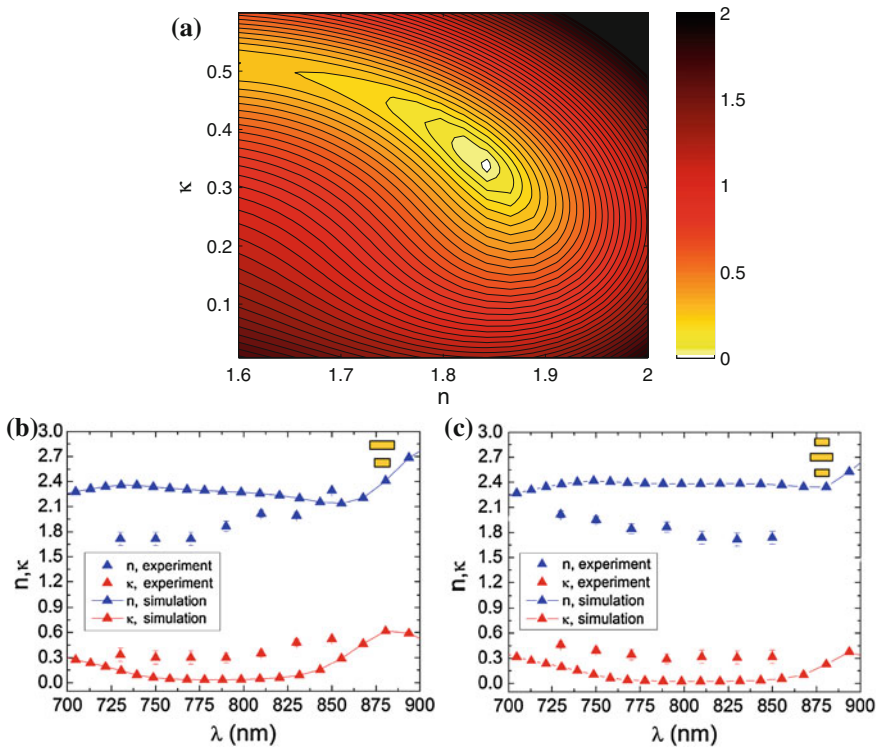 (a)
κ
0.5
0.4
0.3
0.2
0.1
1.6 1.7 1.8 1.9 2
n
2
1.5
1
0.5
0
(b)
n,κ
3.0
2.7
2.4
2.1
1.8
1.5
1.2
0.9
0.6
0.3
0.0
n, experiment
κ, experiment
n, simulation
κ, simulation
700 725 750 775 800 825 850 875 900
λ (nm)
(c)
n,κ
3.0
2.7
2.4
2.1
1.8
1.5
1.2
0.9
0.6
0.3
0.0
n, experiment
κ, experiment
n, simulation
κ, simulation
700 725 750 775 800 825 850 875 900
λ (nm)